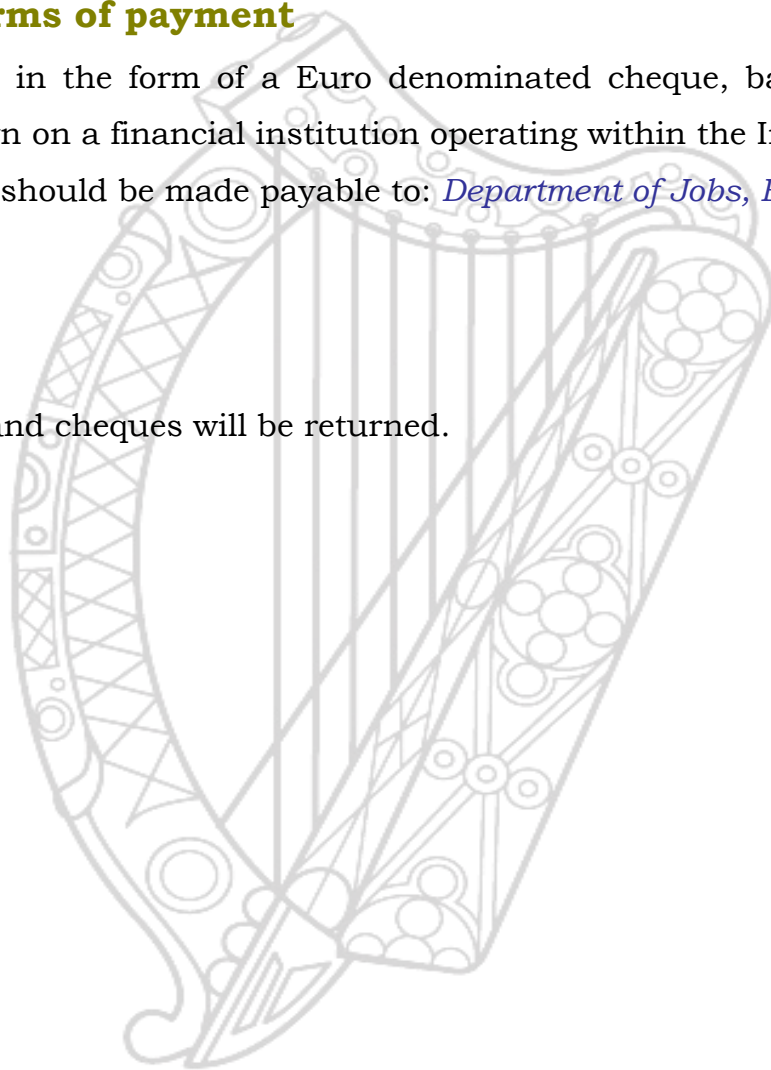 rms of payment
in the form of a Euro denominated cheque, ba
n on a financial institution operating within the I
should be made payable to: Department of Jobs, E
and cheques will be returned.